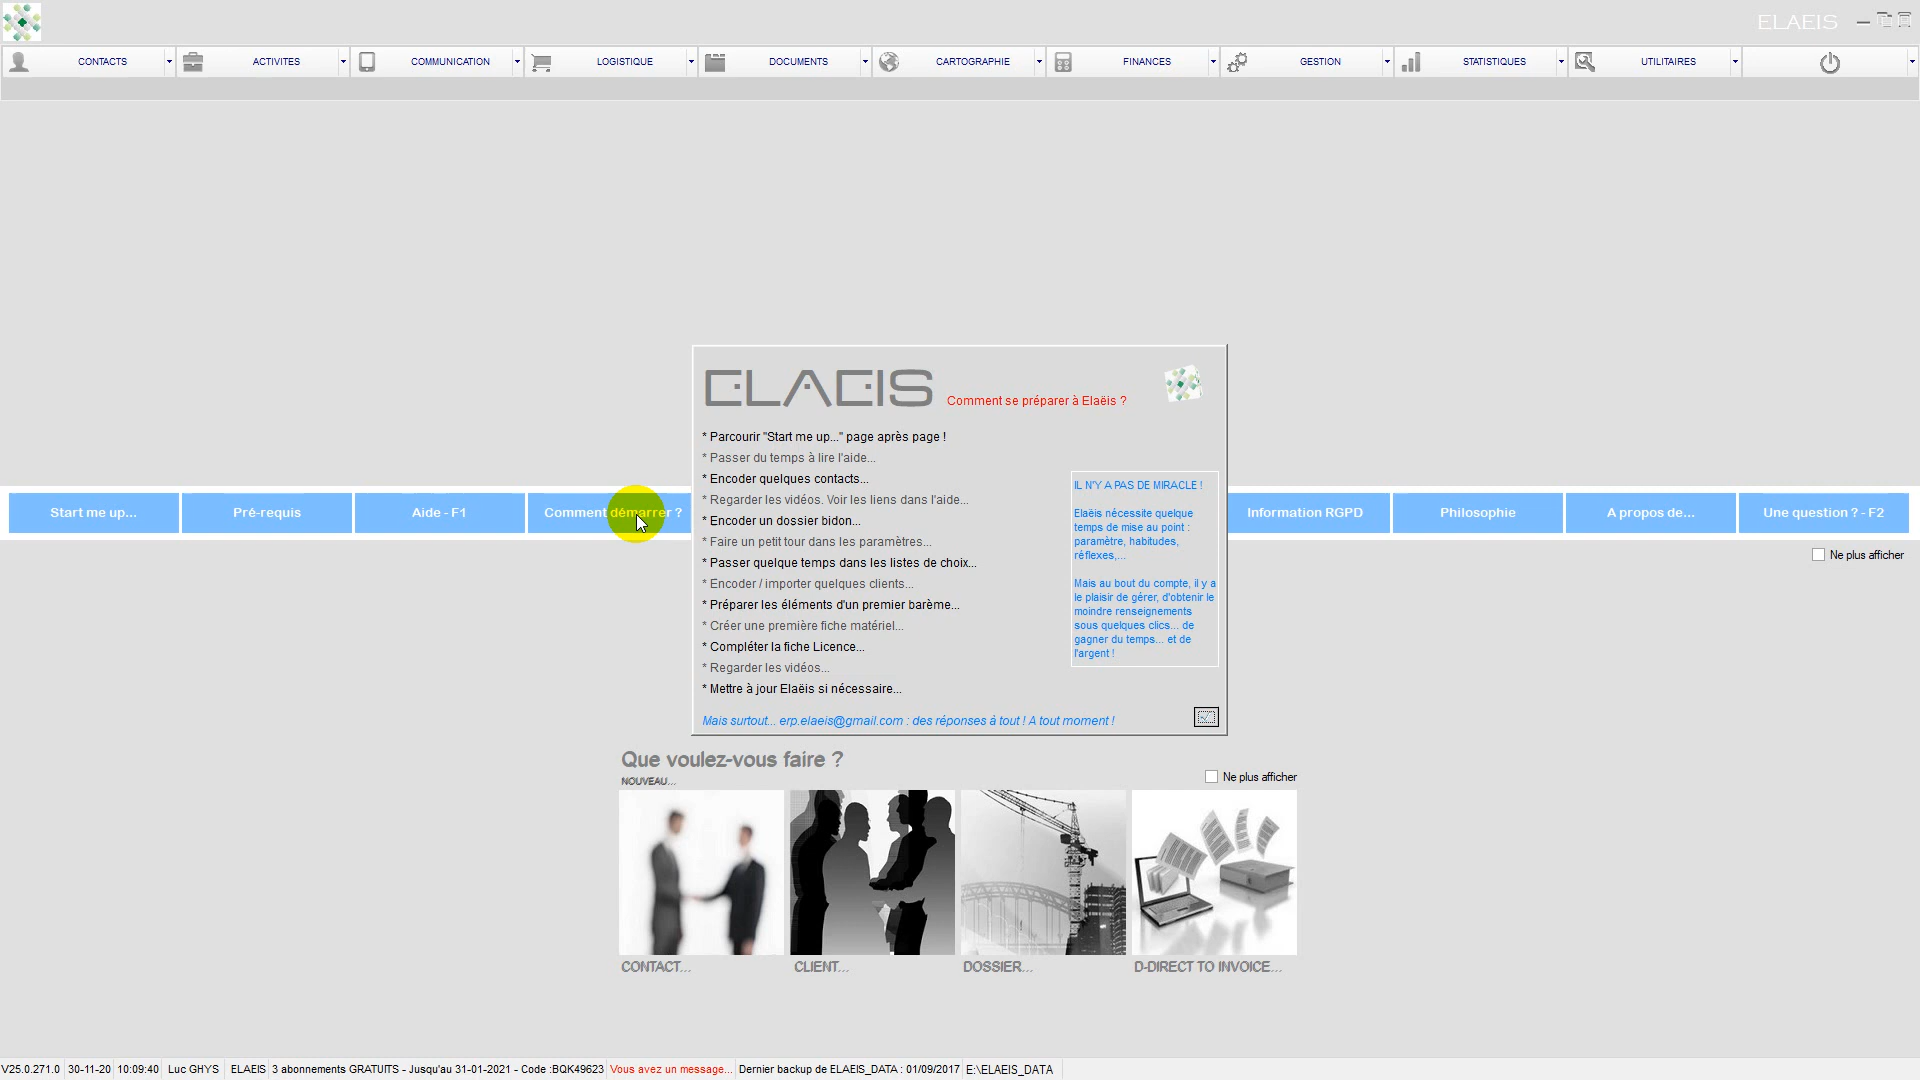 ELAEIS
CONTACTS
ACTIVITES
COMMUNICATION
LOGISTIQUE
DOCUMENTS
CARTOGRAPHIE
FINANCES
GESTION
STATISTIQUES
UTILITAIRES
ELAEIS
Comment se préparer à Elaëis ?
* Parcourir "Start me up..." page après page !
* Passer du temps à lire l'aide...
* Encoder quelques contacts...
* Regarder les vidéos. Voir les liens dans l'aide...
* Encoder un dossier bidon...
* Faire un petit tour dans les paramètres...
* Passer quelque temps dans les listes de choix...
* Encoder / importer quelques clients...
* Préparer les éléments d'un premier barème...
* Créer une première fiche matériel...
* Compléter la fiche Licence...
* Regarder les vidéos...
* Mettre à jour Elaëis si nécessaire...
IL N'Y A PAS DE MIRACLE !
Elaëis nécessite quelque
temps de mise au point :
paramètre, habitudes,
réflexes,...
Mais au bout du compte, il y a
le plaisir de gérer, d'obtenir le
moindre renseignements
sous quelques clics... de
gagner du temps... et de
l'argent !
Mais surtout... erp.elaeis@gmail.com : des réponses à tout ! A tout moment !
Start me up...
Pré-requis
Aide - F1
Comment démarrer ?
Information RGPD
Philosophie
A propos de...
Une question ? - F2
Ne plus afficher
Que voulez-vous faire ?
NOUVEAU...
Ne plus afficher
CONTACT...
CLIENT...
DOSSIER...
D-DIRECT TO INVOICE...
V25.0.271.0
30-11-20
10:09:40
Luc GHYS
ELAEIS
3 abonnements GRATUITS - Jusqu'au 31-01-2021 - Code :BQK49623
Vous avez un message...
Dernier backup de ELAEIS_DATA : 01/09/2017
E:\ELAEIS_DATA